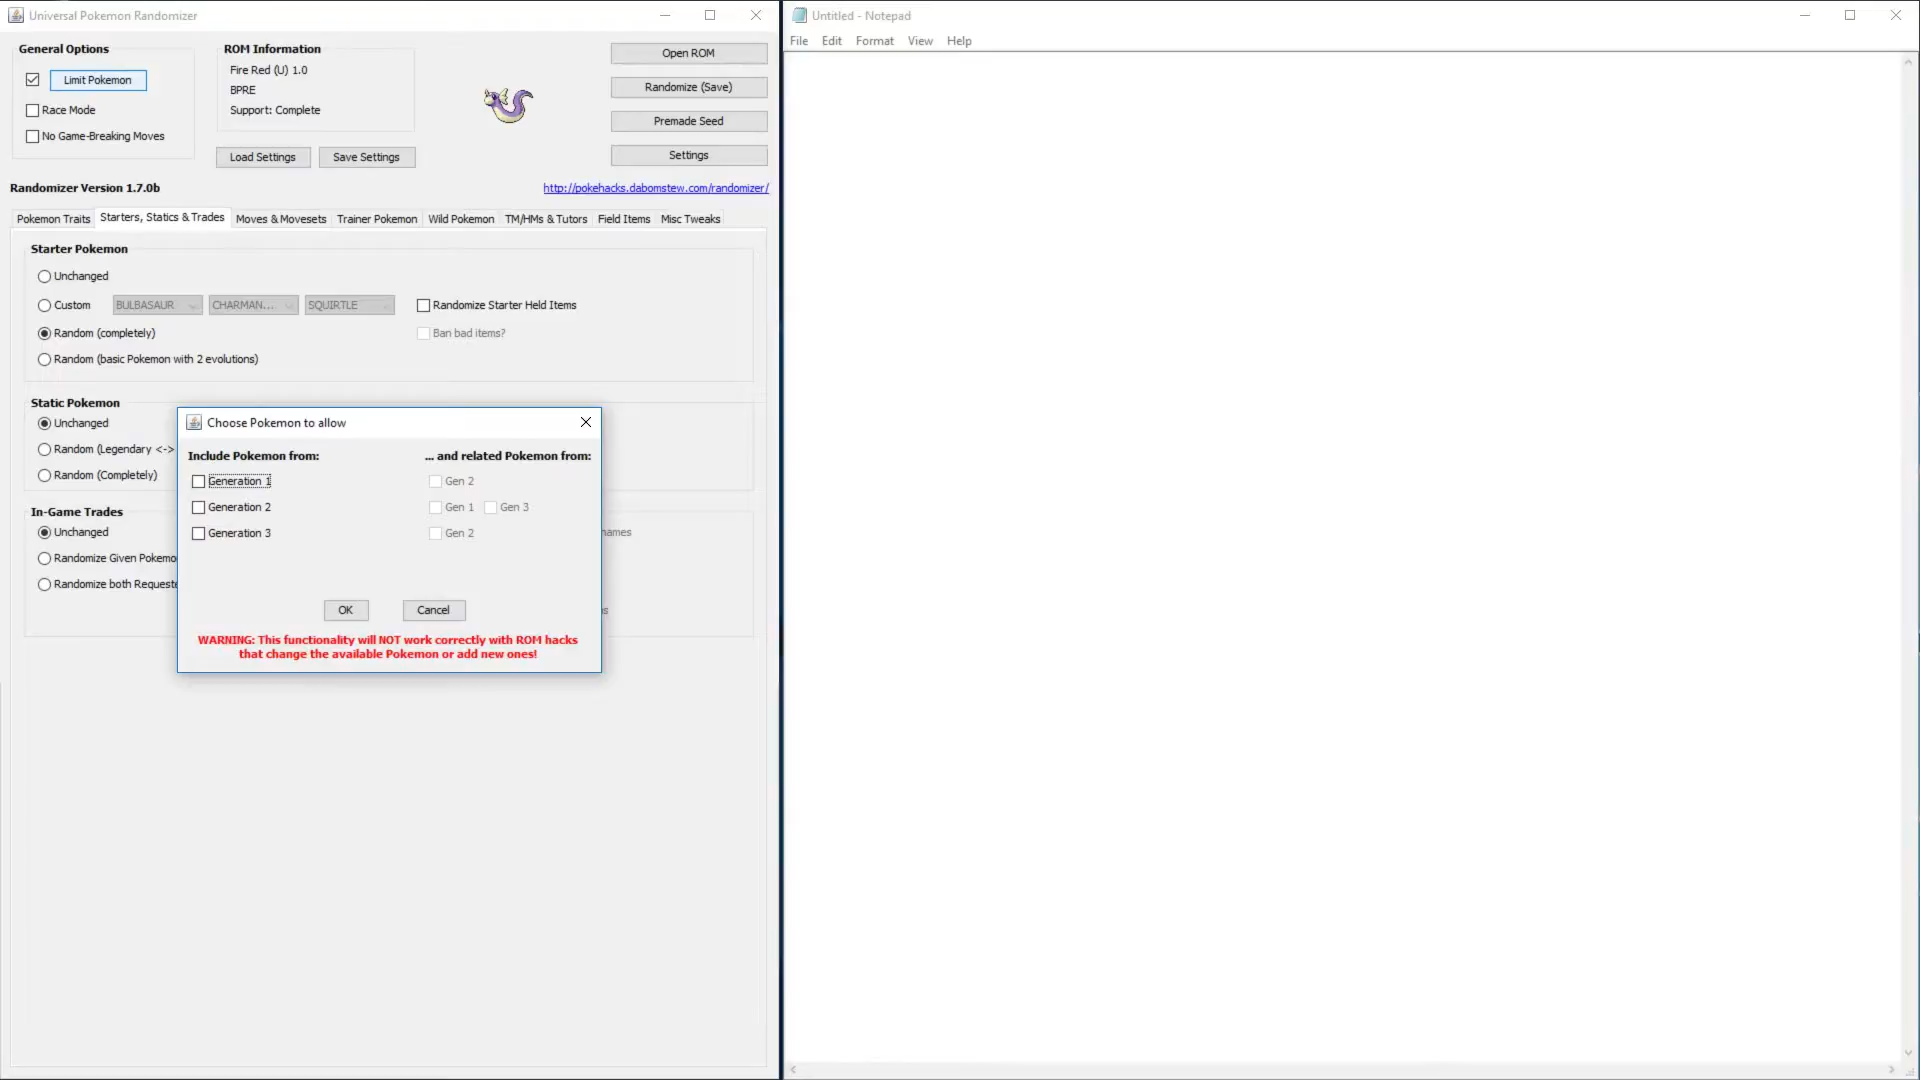 Universal Pokemon Randomizer
General Options
Limit Pokemon
Race Mode
No Game-Breaking Moves
ROM Information
Fire Red (U) 1.0
BPRE
Support: Complete
Load Settings Save Settings
Open ROM
Randomize (Save)
Premade Seed
Settings
Randomizer Version 1.7.0b
http://pokehacks.dabomstew.com/randomizer/
Pokemon Traits Starters, Statics & Trades Moves & Movesets Trainer Pokemon Wild Pokemon TM/HMs & Tutors Field Items Misc Tweaks
Starter Pokemon
Unchanged
Custom BULBASAUR CHARMAN... SQUIRTLE Randomize Starter Held Items
Random (completely) Ban bad items?
Random (basic Pokemon with 2 evolutions)
Static Pokemon
Unchanged
Random (Legendary <->
Random (Completely)
In-Game Trades
Unchanged
Randomize Given Pokemo
Randomize both Requeste
names
s
Choose Pokemon to allow
Include Pokemon from: ... and related Pokemon from:
Generation 1 Gen 2
Generation 2 Gen 1 Gen 3
Generation 3 Gen 2
OK Cancel
WARNING: This functionality will NOT work correctly with ROM hacks
that change the available Pokemon or add new ones!
Untitled - Notepad
File Edit Format View Help